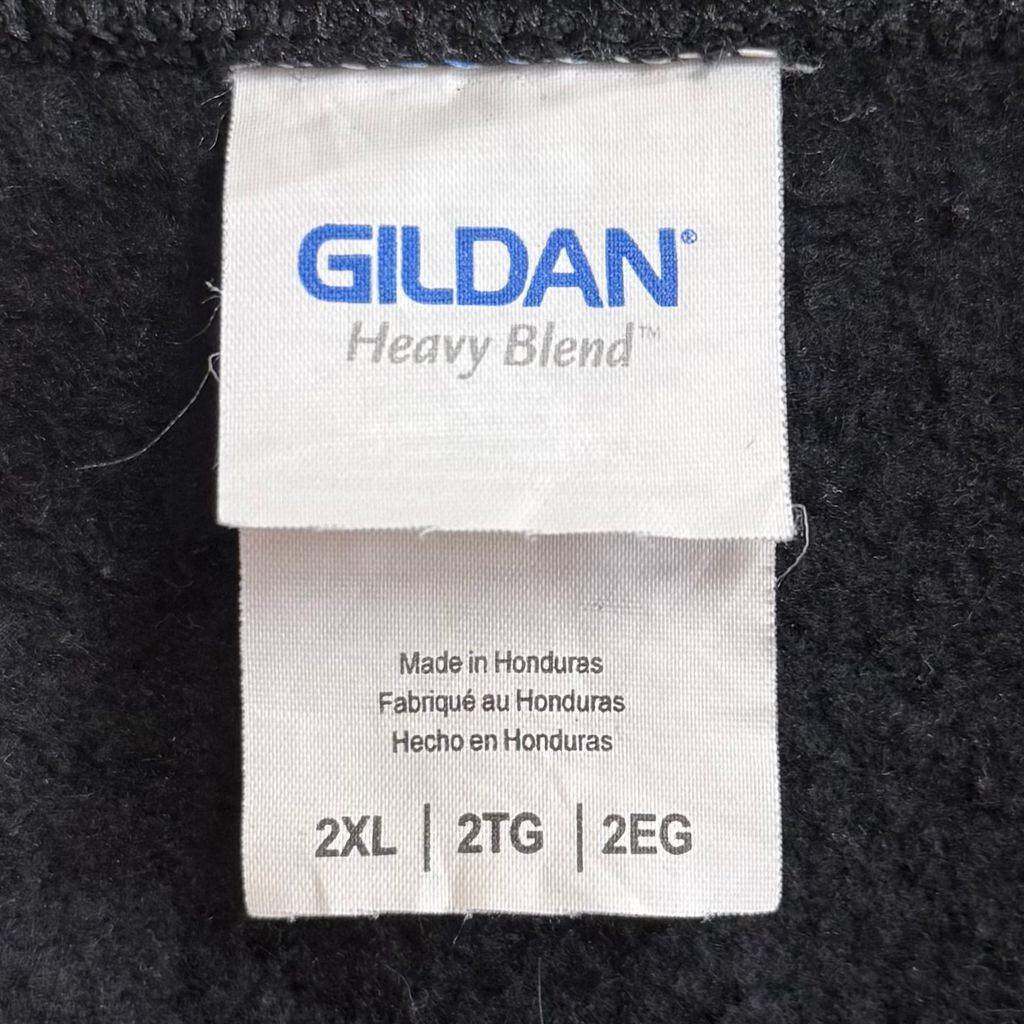 GILDAN®
Heavy Blend™
Made in Honduras
Fabriqué au Honduras
Hecho en Honduras
2XL | 2TG | 2EG